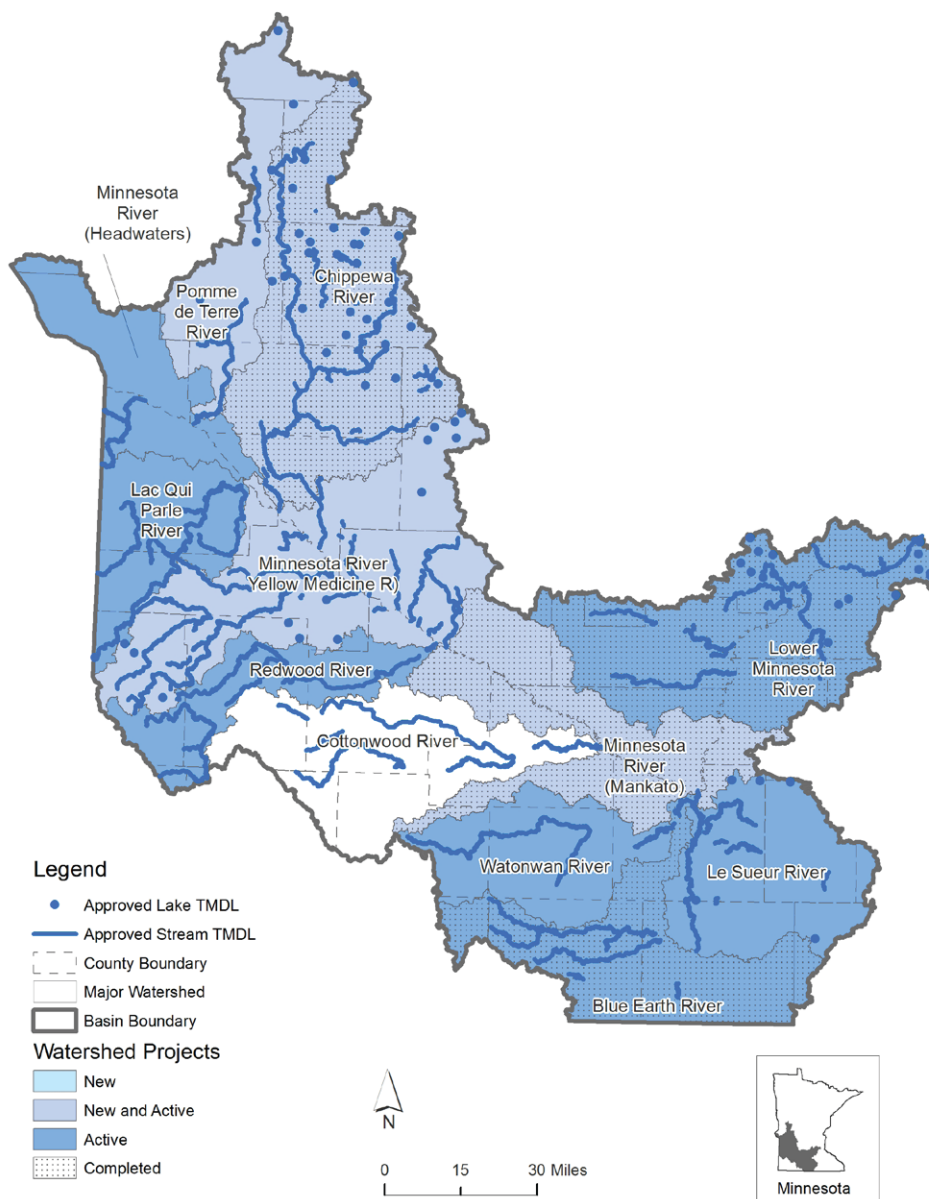 Minnesota
River
(Headwaters)
Pomme
de Terre
River
Chippewa
River
Lac Qui
Parle
River
Minnesota River
Yellow Medicine R)
Redwood River
Lower
Minnesota
River
Cottonwood River
Minnesota
River
(Mankato)
Watonwan River
Le Sueur River
Blue Earth River
Legend
Approved Lake TMDL
Approved Stream TMDL
County Boundary
Major Watershed
Basin Boundary
Watershed Projects
New
New and Active
Active
Completed
N
0 15 30 Miles
Minnesota